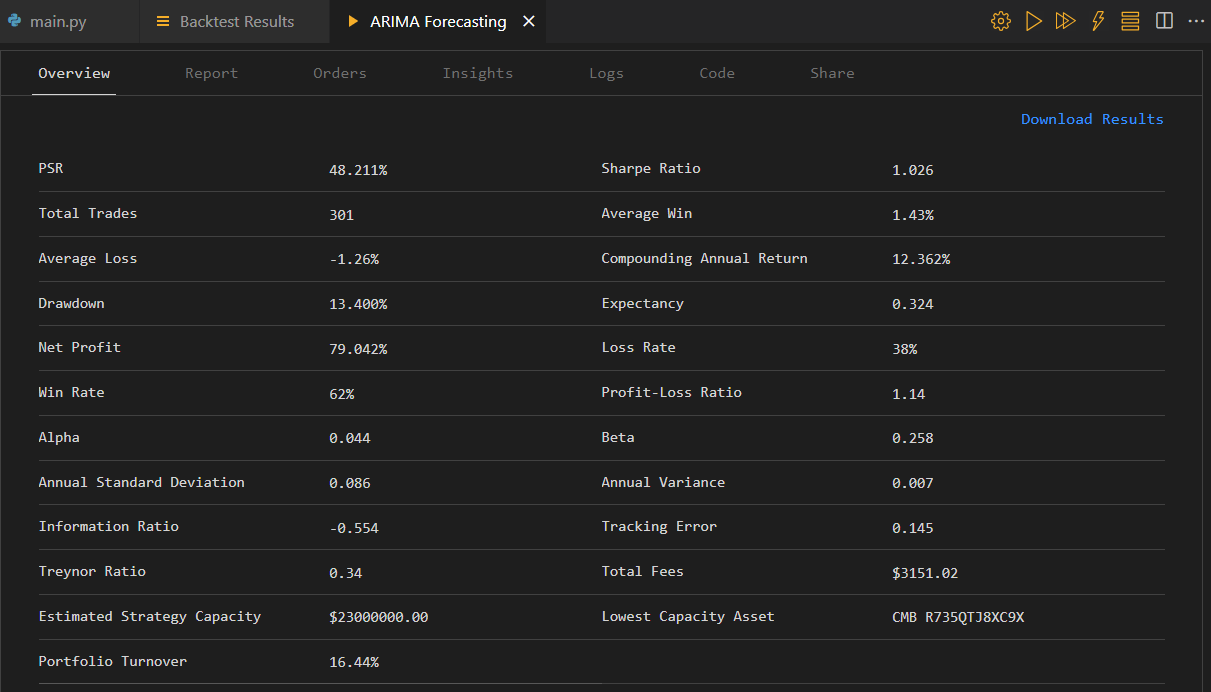 main.py Backtest Results ARIMA Forecasting
Overview Report Orders Insights Logs Code Share
Download Results
PSR 48.211% Sharpe Ratio 1.026
Total Trades 301 Average Win 1.43%
Average Loss -1.26% Compounding Annual Return 12.362%
Drawdown 13.400% Expectancy 0.324
Net Profit 79.042% Loss Rate 38%
Win Rate 62% Profit-Loss Ratio 1.14
Alpha 0.044 Beta 0.258
Annual Standard Deviation 0.086 Annual Variance 0.007
Information Ratio -0.554 Tracking Error 0.145
Treynor Ratio 0.34 Total Fees $3151.02
Estimated Strategy Capacity $23000000.00 Lowest Capacity Asset CMB R735QTJ8XC9X
Portfolio Turnover 16.44%